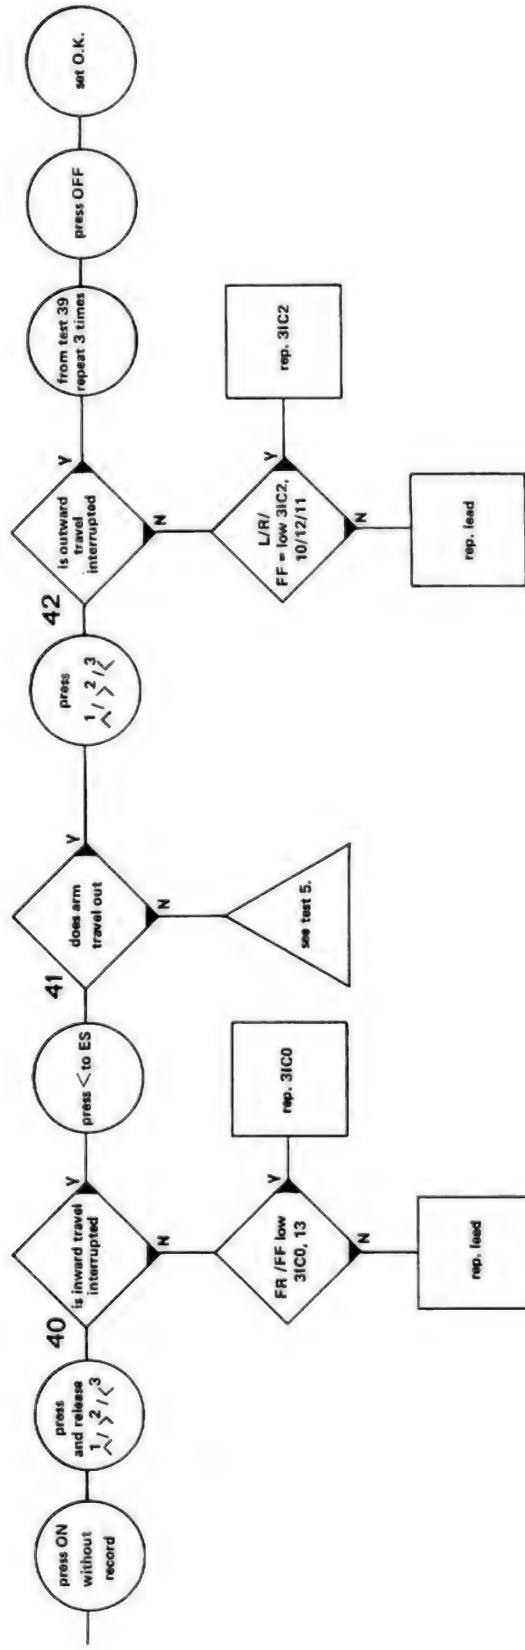 press ON
without
record
press
and release
1 2 3
∧/ >/ <
40
is inward travel
interrupted
Y
N
FR /FF low
3IC0, 13
Y
N
rep. 3IC0
rep. lead
press < to ES
41
does arm
travel out
Y
N
see test 5.
press
1 2 3
∧/ >/ <
42
is outward
travel
interrupted
Y
N
L/R/
FF = low 3IC2,
10/12/11
Y
N
rep. 3IC2
rep. lead
from test 39
repeat 3 times
press OFF
set O.K.